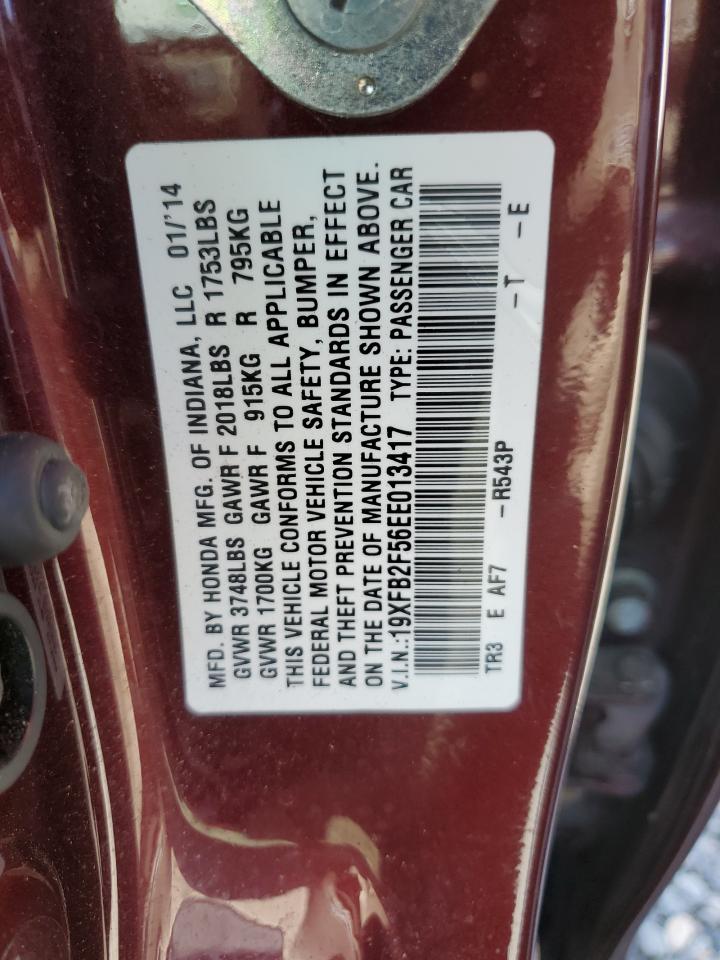 MFD. BY HONDA MFG. OF INDIANA, LLC 01/'14
GVWR 3748LBS GAWR F 2018LBS R 1753LBS
GVWR 1700KG GAWR F 915KG R 795KG
THIS VEHICLE CONFORMS TO ALL APPLICABLE
FEDERAL MOTOR VEHICLE SAFETY, BUMPER,
AND THEFT PREVENTION STANDARDS IN EFFECT
ON THE DATE OF MANUFACTURE SHOWN ABOVE.
V.I.N.:19XFB2F56EE013417 TYPE: PASSENGER CAR
TR3 E AF7 -R543P -T -E